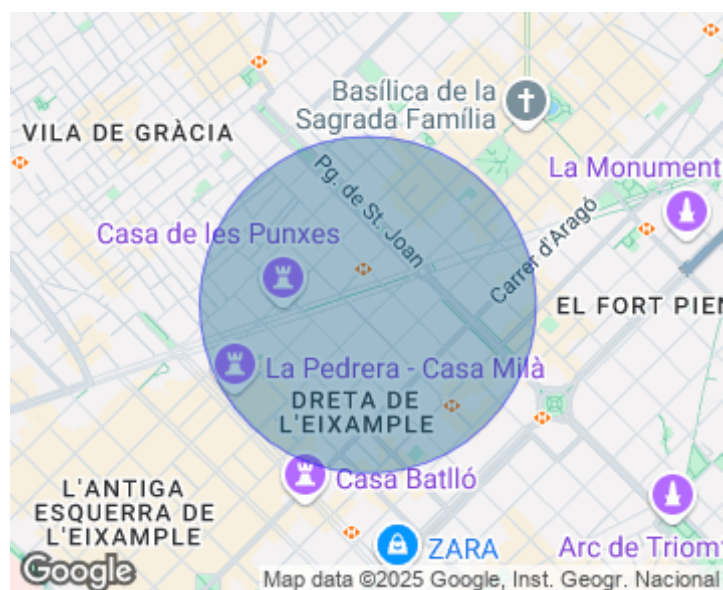 Basílica de la
Sagrada Família
VILA DE GRÀCIA
La Monument
Pg. de St. Joan
Casa de les Punxes
Carrer d'Aragó
EL FORT PIEN
La Pedrera - Casa Milà
DRETA DE
L'EIXAMPLE
Casa Batlló
L'ANTIGA
ESQUERRA DE
L'EIXAMPLE
ZARA
Arc de Triom
Google
Map data ©2025 Google, Inst. Geogr. Nacional